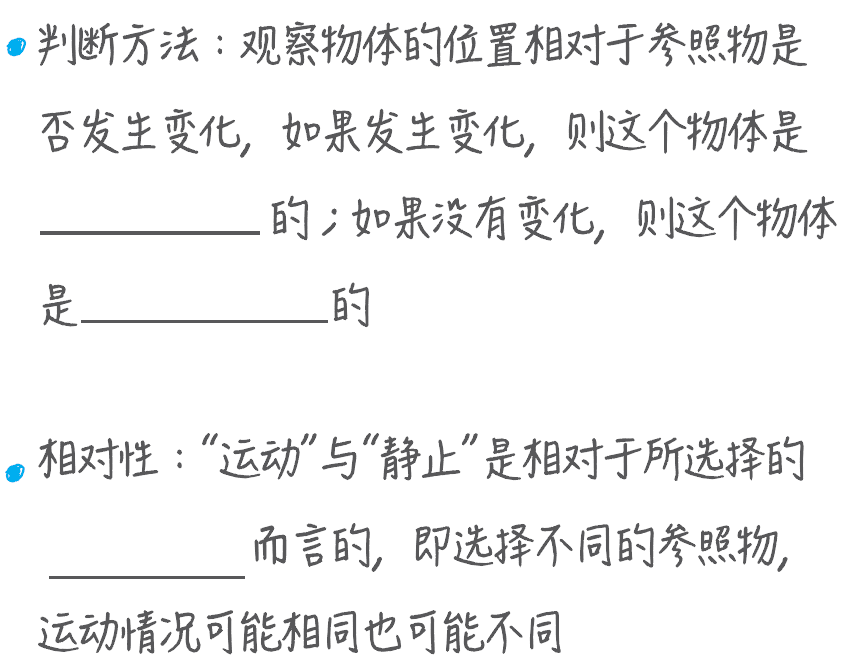 判断方法：观察物体的位置相对于参照物是
否发生变化，如果发生变化，则这个物体是
__________的；如果没有变化，则这个物体
是___________的
相对性：“运动”与“静止”是相对于所选择的
_________而言的，即选择不同的参照物，
运动情况可能相同也可能不同